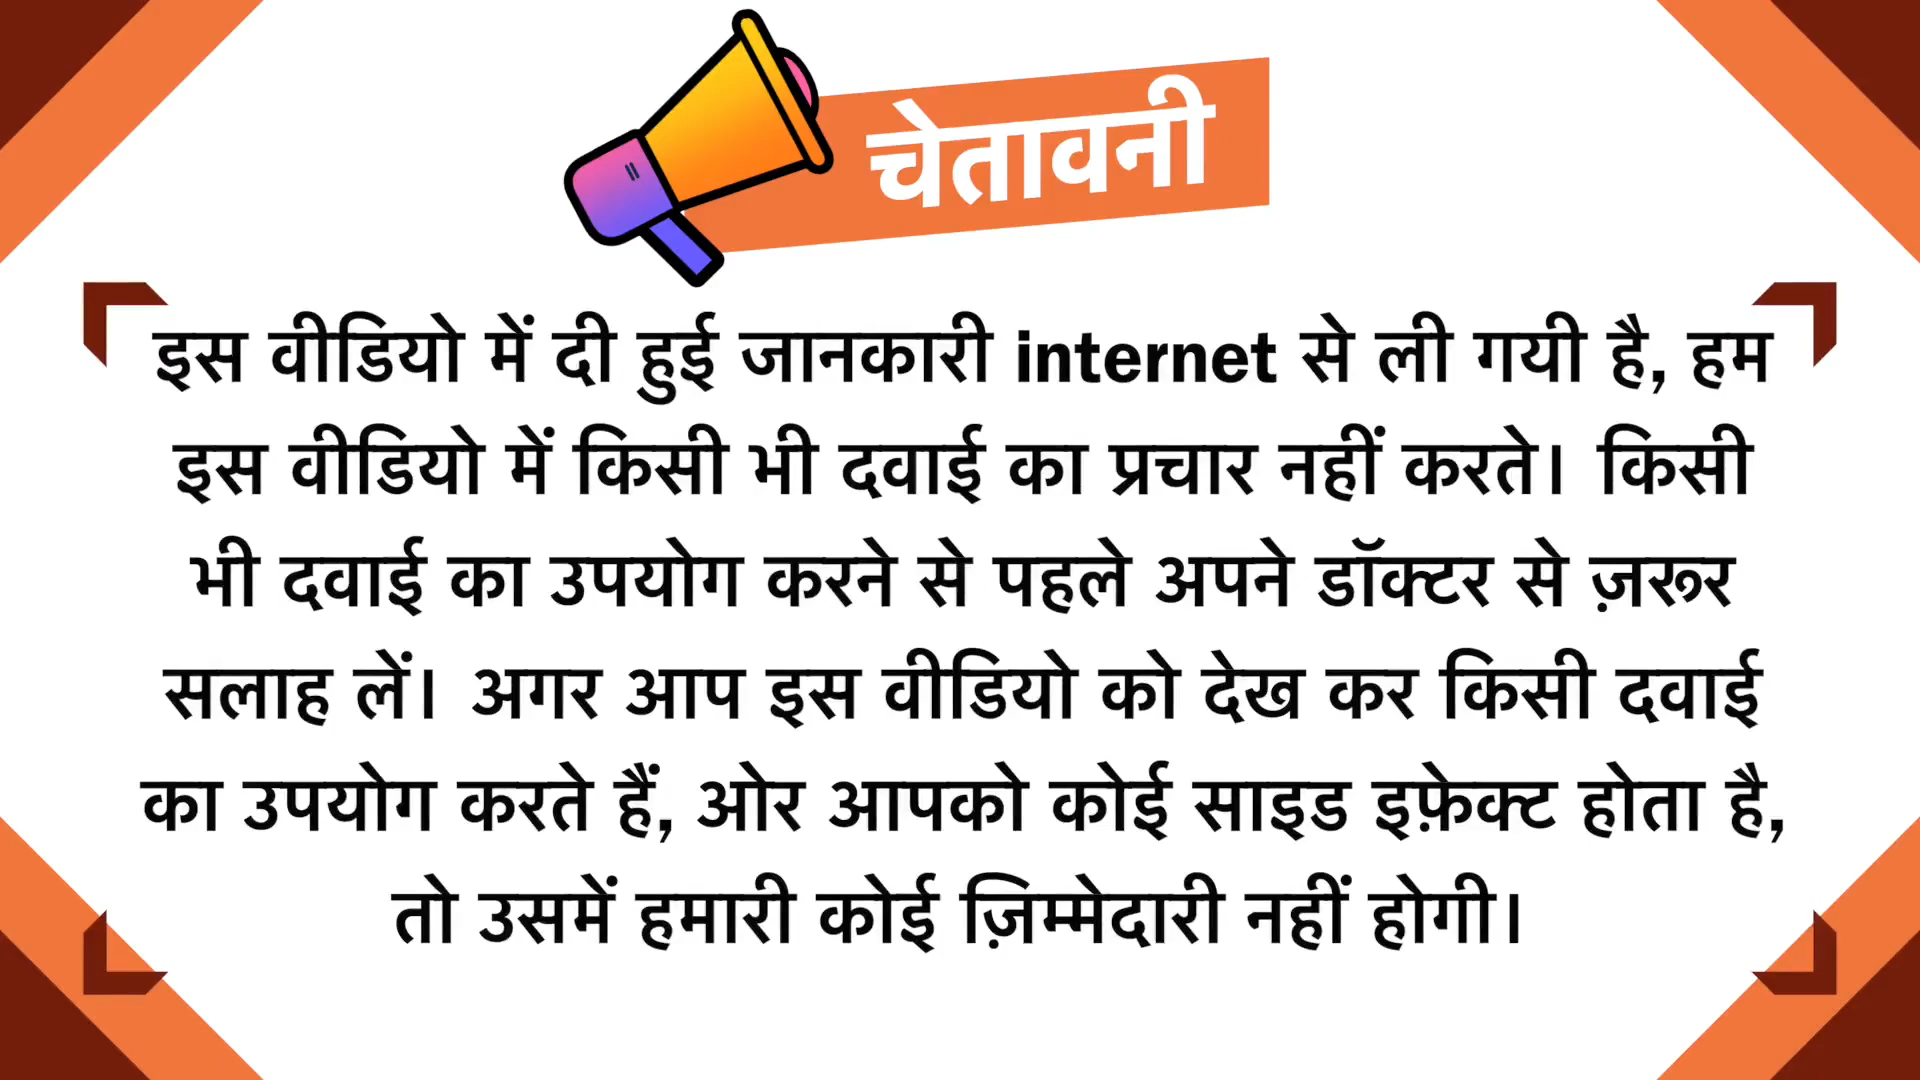 चेतावनी
इस वीडियो में दी हुई जानकारी internet से ली गयी है, हम
इस वीडियो में किसी भी दवाई का प्रचार नहीं करते। किसी
भी दवाई का उपयोग करने से पहले अपने डॉक्टर से ज़रूर
सलाह लें। अगर आप इस वीडियो को देख कर किसी दवाई
का उपयोग करते हैं, ओर आपको कोई साइड इफ़ेक्ट होता है,
तो उसमें हमारी कोई ज़िम्मेदारी नहीं होगी।